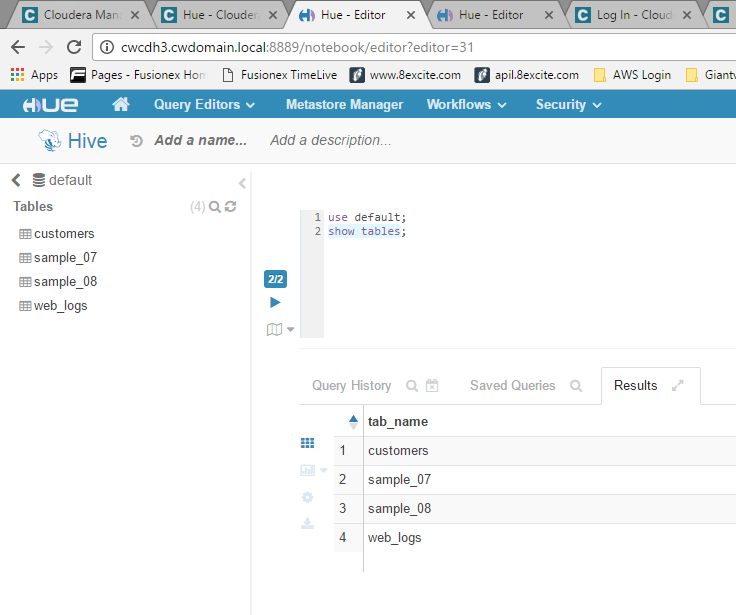 Cloudera Mana
Hue - Clouder
Hue - Editor
Hue - Editor
Log In - Cloud
cwcdh3.cwdomain.local:8889/notebook/editor?editor=31
Apps
Pages - Fusionex Hom
Fusionex TimeLive
www.8excite.com
apil.8excite.com
AWS Login
Giantv
HUE Query Editors Metastore Manager Workflows Security
Hive Add a name... Add a description...
default
Tables (4)
customers
sample_07
sample_08
web_logs
1 use default;
2 show tables;
2/2
Query History Saved Queries Results
tab_name
1 customers
2 sample_07
3 sample_08
4 web_logs